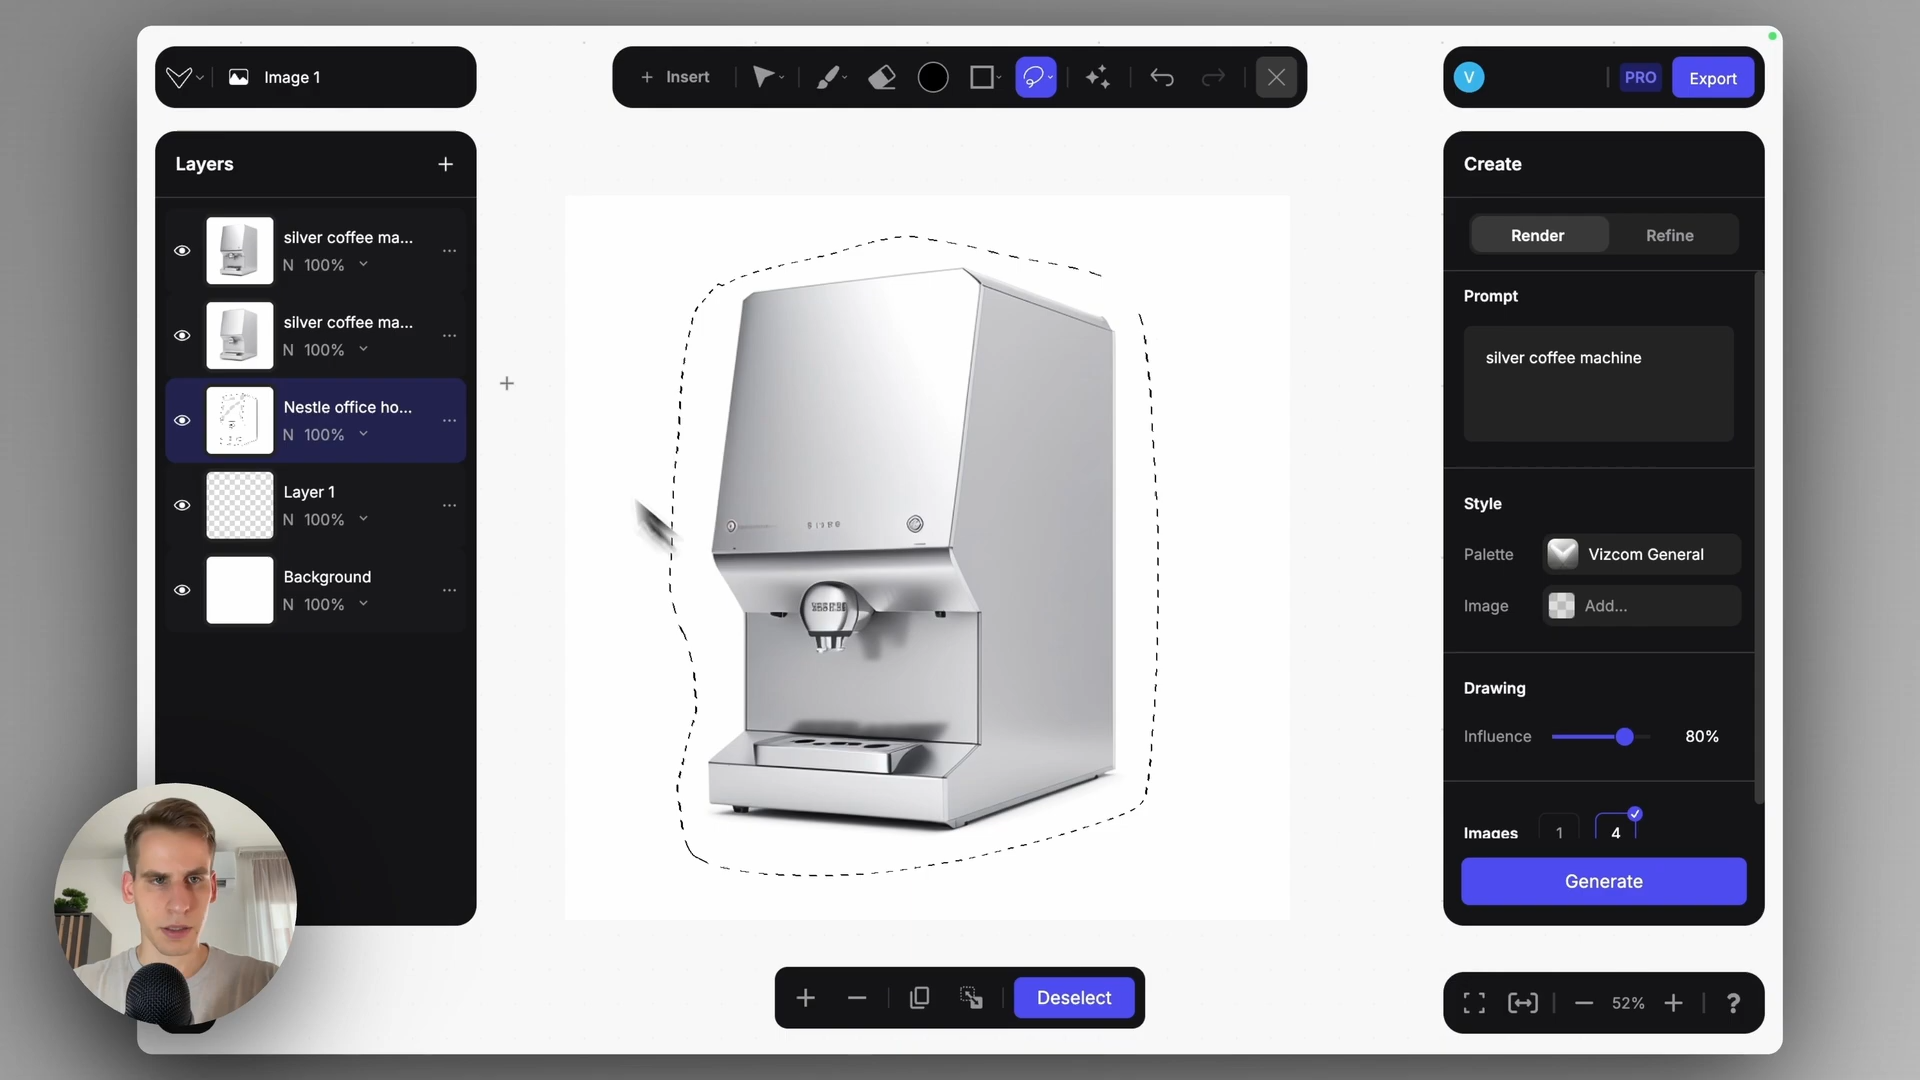 Image 1
Insert
V
PRO
Export
Layers
silver coffee ma...
N 100%
silver coffee ma...
N 100%
Nestle office ho...
N 100%
Layer 1
N 100%
Background
N 100%
Create
Render
Refine
Prompt
silver coffee machine
Style
Palette
Vizcom General
Image
Add...
Drawing
Influence
80%
Images
1
4
Generate
Deselect
52%
?